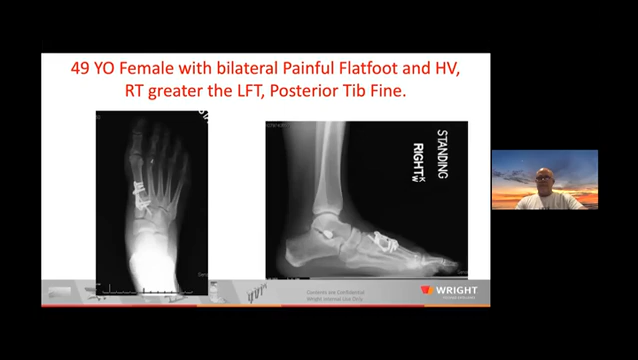 49 YO Female with bilateral Painful Flatfoot and HV,
RT greater the LFT, Posterior Tib Fine.
STANDING
RIGHT
Contents are Confidential
Wright Internal Use Only
WRIGHT